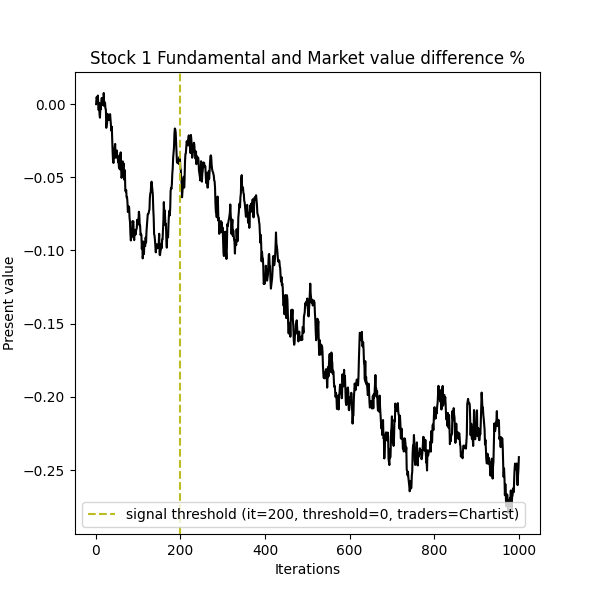 Stock 1 Fundamental and Market value difference %
Present value
0.00
−0.05
−0.10
−0.15
−0.20
−0.25
signal threshold (it=200, threshold=0, traders=Chartist)
0 200 400 600 800 1000
Iterations